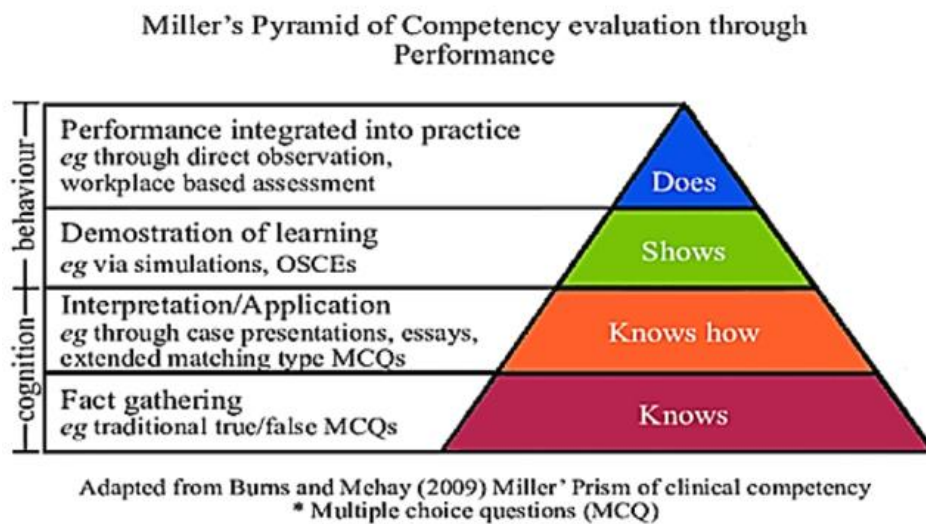 Miller's Pyramid of Competency evaluation through
Performance
behaviour
Performance integrated into practice
eg through direct observation,
workplace based assessment
Does
Demostration of learning
eg via simulations, OSCEs
Shows
cognition
Interpretation/Application
eg through case presentations, essays,
extended matching type MCQs
Knows how
Fact gathering
eg traditional true/false MCQs
Knows
Adapted from Burns and Mehay (2009) Miller' Prism of clinical competency
* Multiple choice questions (MCQ)